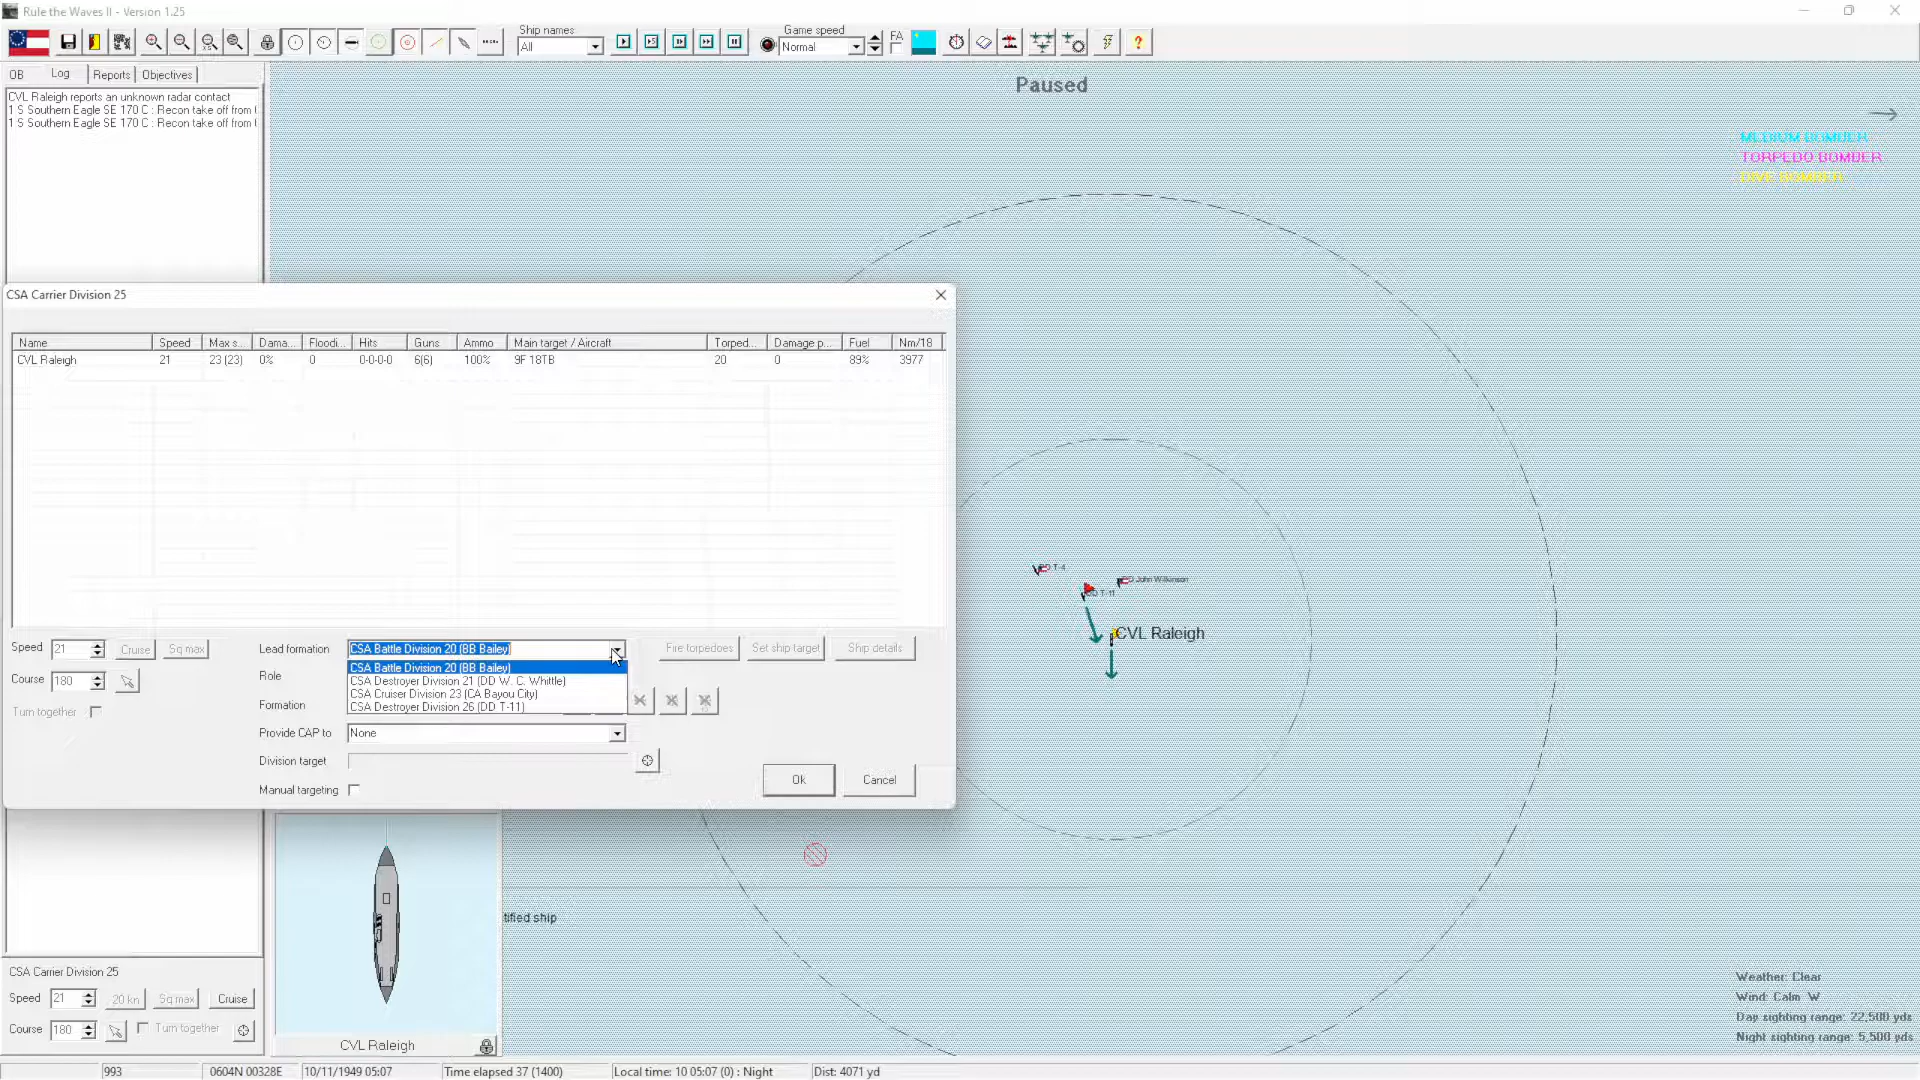 Rule the Waves II - Version 1.25
Ship names
All
Game speed
Normal
FA
OB
Log
Reports
Objectives
CVL Raleigh reports an unknown radar contact
1 S Southern Eagle SE 170 C : Recon take off from
1 S Southern Eagle SE 170 C : Recon take off from
Paused
MEDIUM BOMBER
TORPEDO BOMBER
DIVE BOMBER
CSA Carrier Division 25
Name Speed Max s... Dama... Floodi... Hits Guns Ammo Main target / Aircraft Torped... Damage p... Fuel Nm/18
CVL Raleigh 21 23 (23) 0% 0 0-0-0-0 6(6) 100% 9F 18TB 20 0 89% 3977
Speed 21 Cruise Sq max
Course 180
Turn together
Lead formation CSA Battle Division 20 (BB Bailey)
CSA Battle Division 20 (BB Bailey)
CSA Destroyer Division 21 (DD W. C. Whittle)
CSA Cruiser Division 23 (CA Bayou City)
CSA Destroyer Division 26 (DD T-11)
Role
Formation
Provide CAP to None
Division target
Manual targeting
Fire torpedoes Set ship target Ship details
Ok Cancel
DD T-4
DD John Wilkinson
DD T-11
CVL Raleigh
tified ship
CSA Carrier Division 25
Speed 21 20 kn Sq max Cruise
Course 180 Turn together
CVL Raleigh
Weather: Clear
Wind: Calm W
Day sighting range: 22,500 yds
Night sighting range: 5,500 yds
993 0604N 00328E 10/11/1949 05:07 Time elapsed 37 (1400) Local time: 10 05:07 (0) : Night Dist: 4071 yd